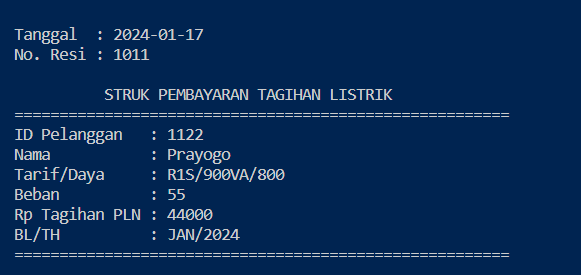 Tanggal  : 2024-01-17
No. Resi : 1011
STRUK PEMBAYARAN TAGIHAN LISTRIK
=======================================================
ID Pelanggan   : 1122
Nama           : Prayogo
Tarif/Daya     : R1S/900VA/800
Beban          : 55
Rp Tagihan PLN : 44000
BL/TH          : JAN/2024
=======================================================